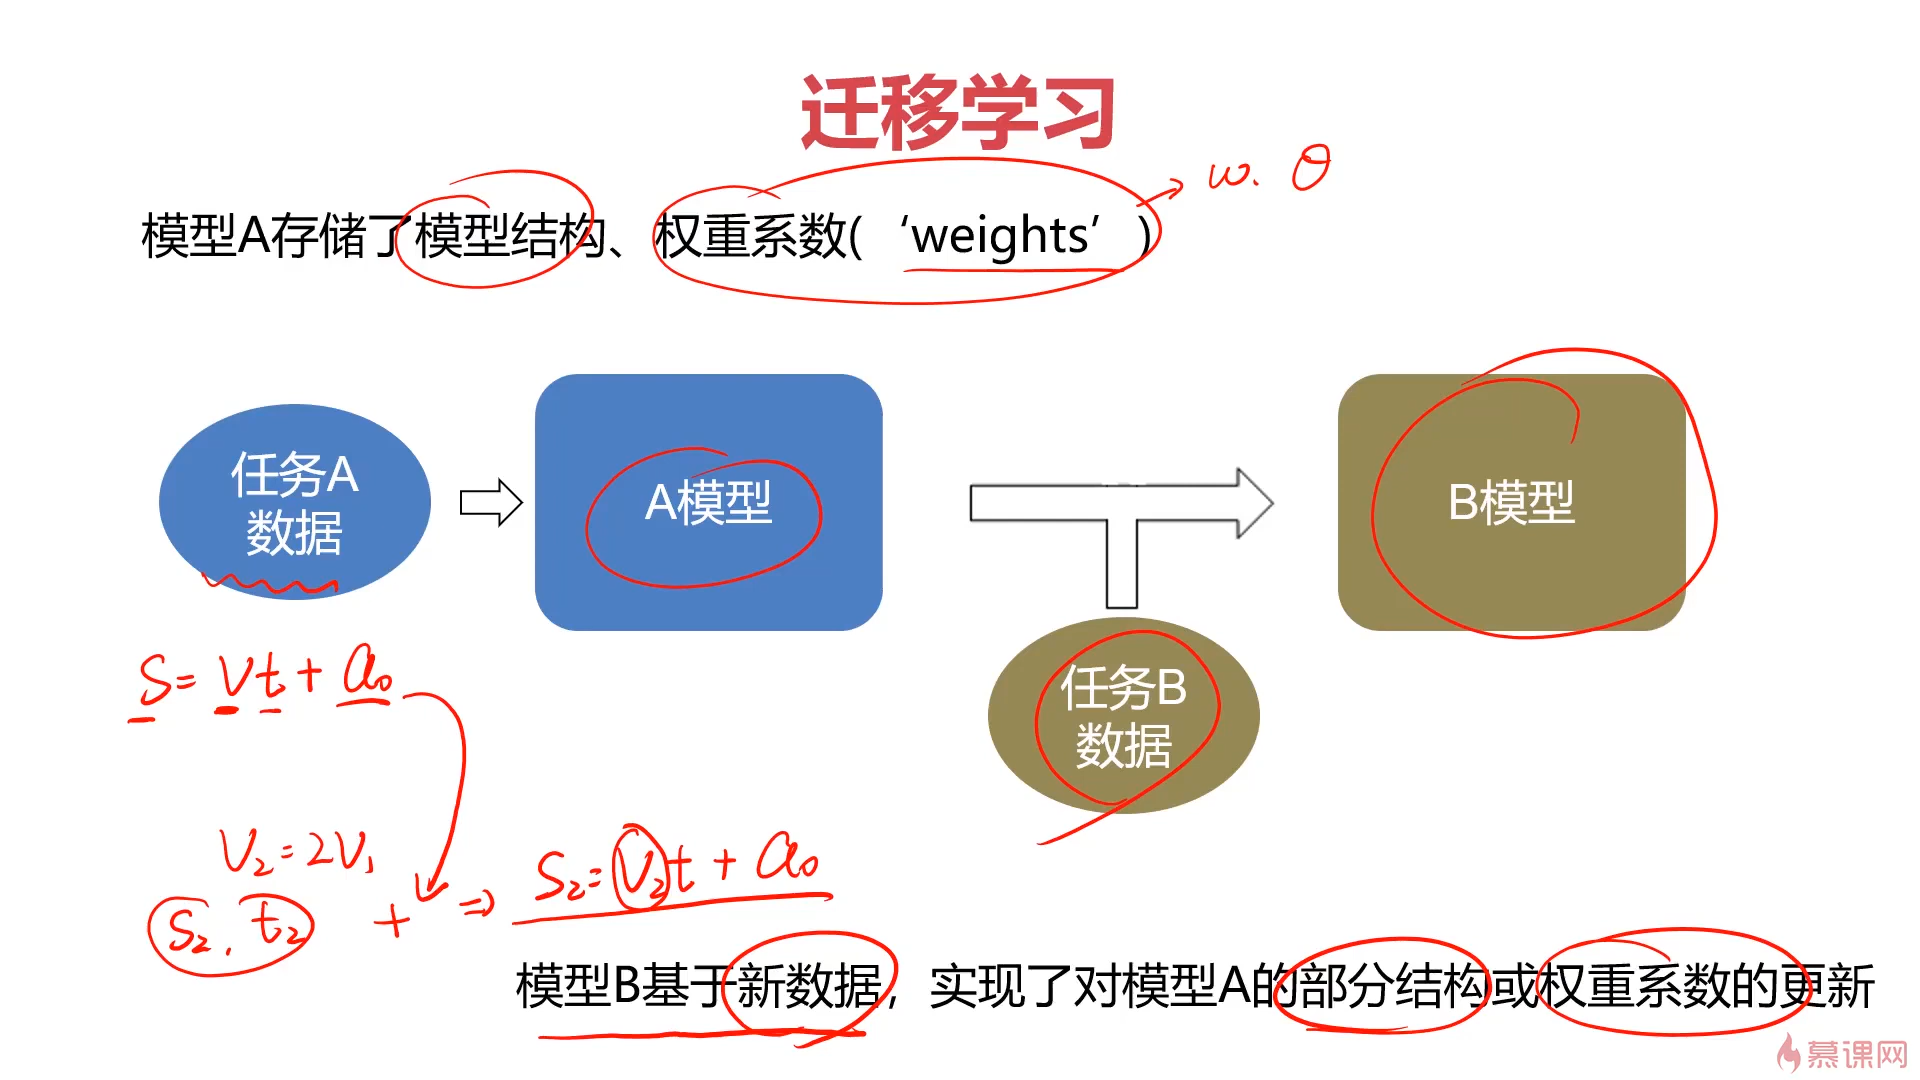 迁移学习
w. θ
模型A存储了模型结构、权重系数(‘weights’)
任务A
数据
A模型
B模型
任务B
数据
S=Vt+a₀
V₂=2V₁
S₂=V₂t+a₀
S₂, t₂ + ⇒
模型B基于新数据，实现了对模型A的部分结构或权重系数的更新
慕课网